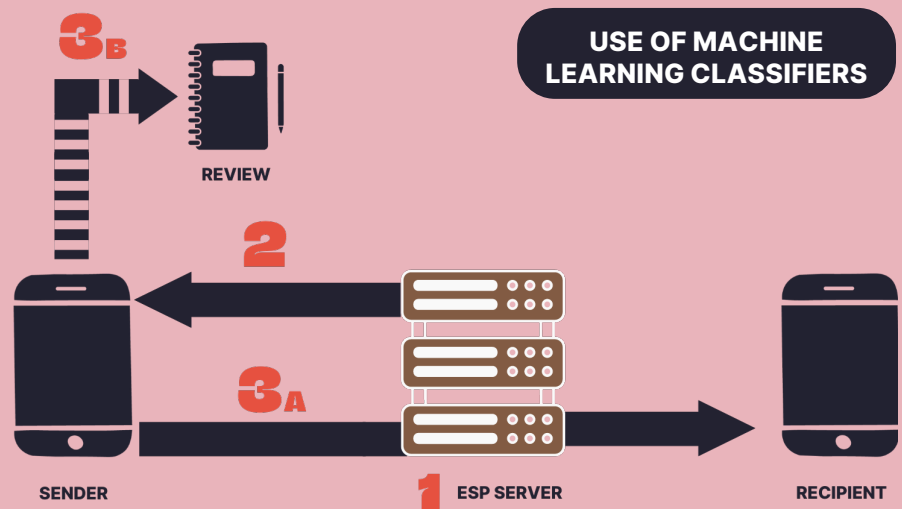 3B
USE OF MACHINE
LEARNING CLASSIFIERS
REVIEW
2
3A
SENDER
1 ESP SERVER
RECIPIENT